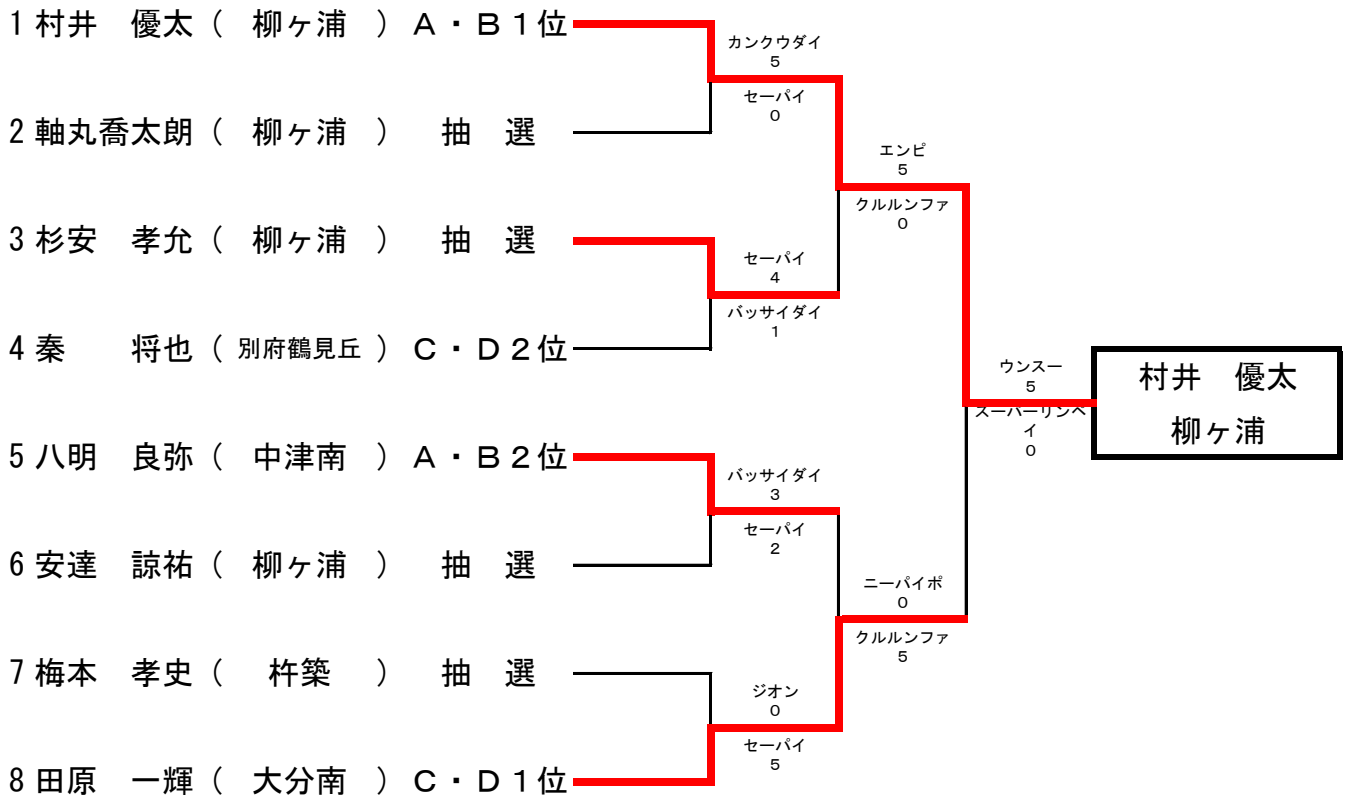 1 村井　優太（　柳ヶ浦　）Ａ・Ｂ１位
カンクウダイ
5
セーパイ
0
2 軸丸喬太朗（　柳ヶ浦　）　抽　選
エンピ
5
クルルンファ
0
3 杉安　孝允（　柳ヶ浦　）　抽　選
セーパイ
4
バッサイダイ
1
4 秦　　将也（ 別府鶴見丘 ）Ｃ・Ｄ２位
ウンスー
5
スーパーリンペ
イ
0
村井　優太
柳ヶ浦
5 八明　良弥（　中津南　）Ａ・Ｂ２位
バッサイダイ
3
セーパイ
2
6 安達　諒祐（　柳ヶ浦　）　抽　選
ニーパイポ
0
クルルンファ
5
7 梅本　孝史（　杵築　）　抽　選
ジオン
0
セーパイ
5
8 田原　一輝（　大分南　）Ｃ・Ｄ１位